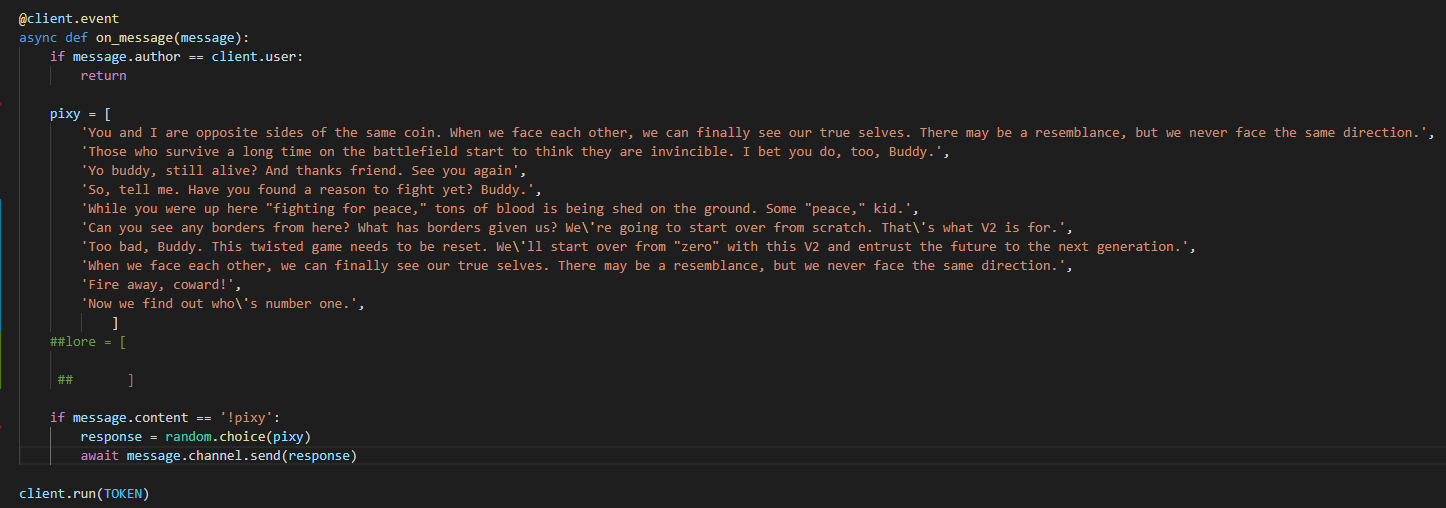 @client.event
async def on_message(message):
    if message.author == client.user:
        return

    pixy = [
        'You and I are opposite sides of the same coin. When we face each other, we can finally see our true selves. There may be a resemblance, but we never face the same direction.',
        'Those who survive a long time on the battlefield start to think they are invincible. I bet you do, too, Buddy.',
        'Yo buddy, still alive? And thanks friend. See you again',
        'So, tell me. Have you found a reason to fight yet? Buddy.',
        'While you were up here "fighting for peace," tons of blood is being shed on the ground. Some "peace," kid.',
        'Can you see any borders from here? What has borders given us? We\'re going to start over from scratch. That\'s what V2 is for.',
        'Too bad, Buddy. This twisted game needs to be reset. We\'ll start over from "zero" with this V2 and entrust the future to the next generation.',
        'When we face each other, we can finally see our true selves. There may be a resemblance, but we never face the same direction.',
        'Fire away, coward!',
        'Now we find out who\'s number one.',
            ]
    ##lore = [

     ##       ]

    if message.content == '!pixy':
        response = random.choice(pixy)
        await message.channel.send(response)

client.run(TOKEN)